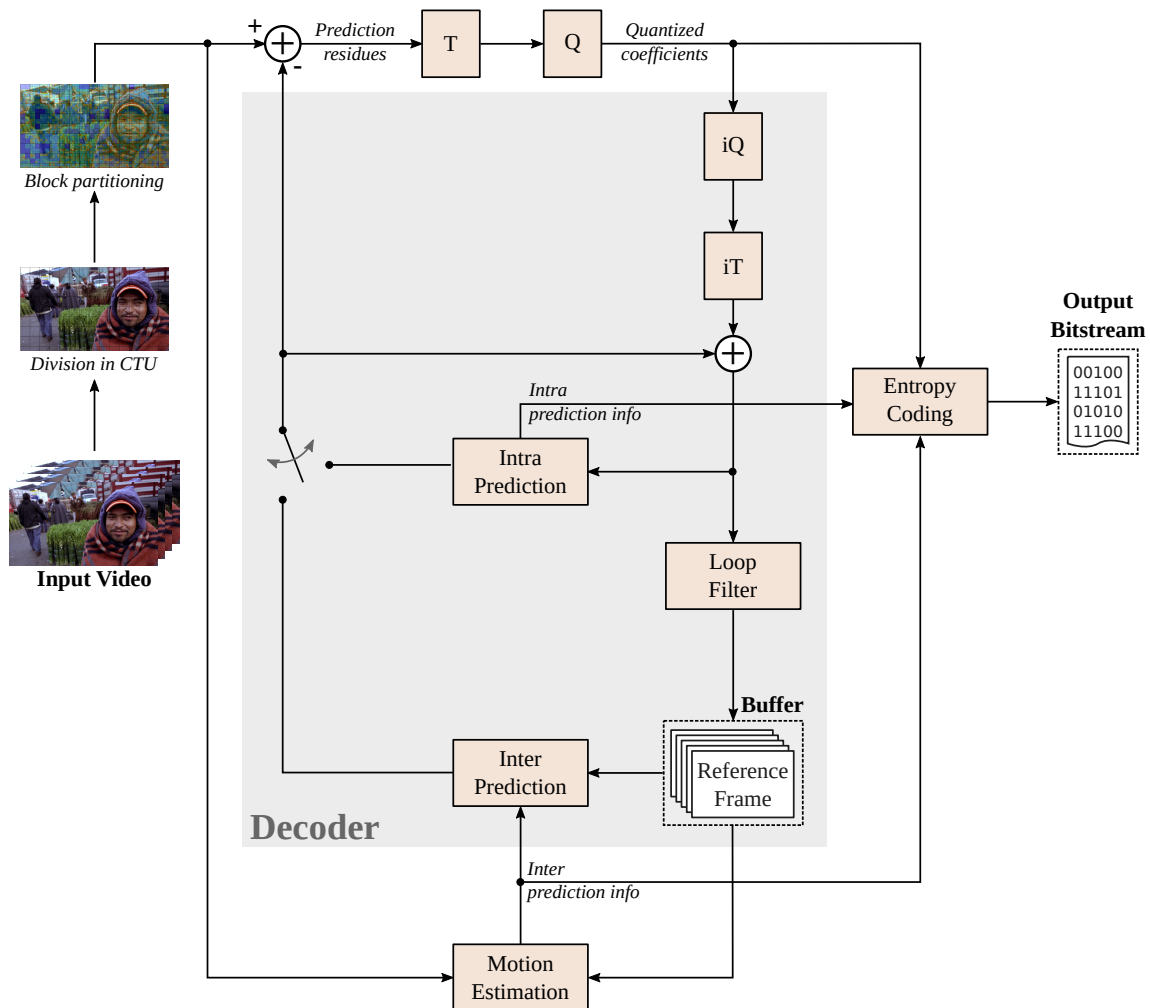 +
-
Prediction
residues
T
Q
Quantized
coefficients
Block partitioning
iQ
iT
Division in CTU
Output
Bitstream
00100
11101
01010
11100
Entropy
Coding
Intra
prediction info
Intra
Prediction
Input Video
Loop
Filter
Buffer
Reference
Frame
Inter
Prediction
Decoder
Inter
prediction info
Motion
Estimation